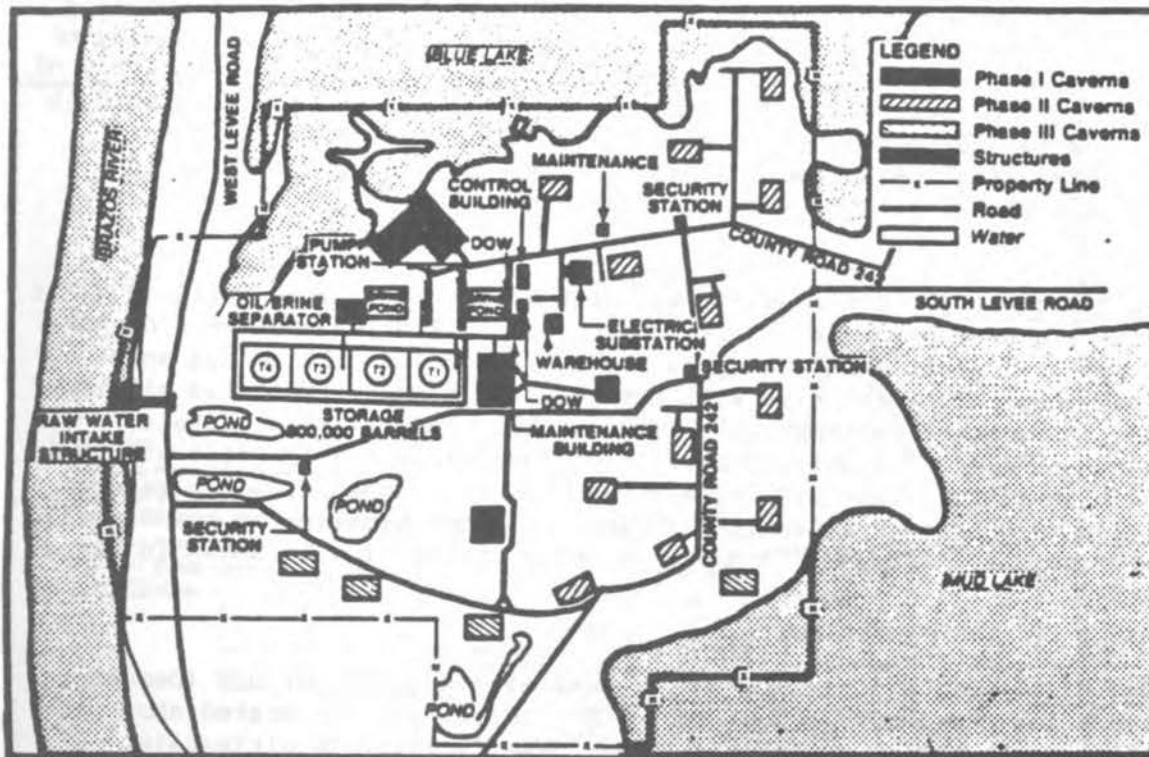 BLUE LAKE
BRAZOS RIVER
WEST LEVEE ROAD
LEGEND
Phase I Caverns
Phase II Caverns
Phase III Caverns
Structures
Property Line
Road
Water
MAINTENANCE
CONTROL
BUILDING
SECURITY
STATION
PUMP
STATION
DOW
COUNTY ROAD 242
SOUTH LEVEE ROAD
OIL/BRINE
SEPARATOR
POND
POND
ELECTRICAL
SUBSTATION
WAREHOUSE
SECURITY STATION
T4
T3
T2
T1
DOW
RAW WATER
INTAKE
STRUCTURE
POND
STORAGE
800,000 BARRELS
MAINTENANCE
BUILDING
COUNTY ROAD 242
POND
POND
SECURITY
STATION
MUD LAKE
POND